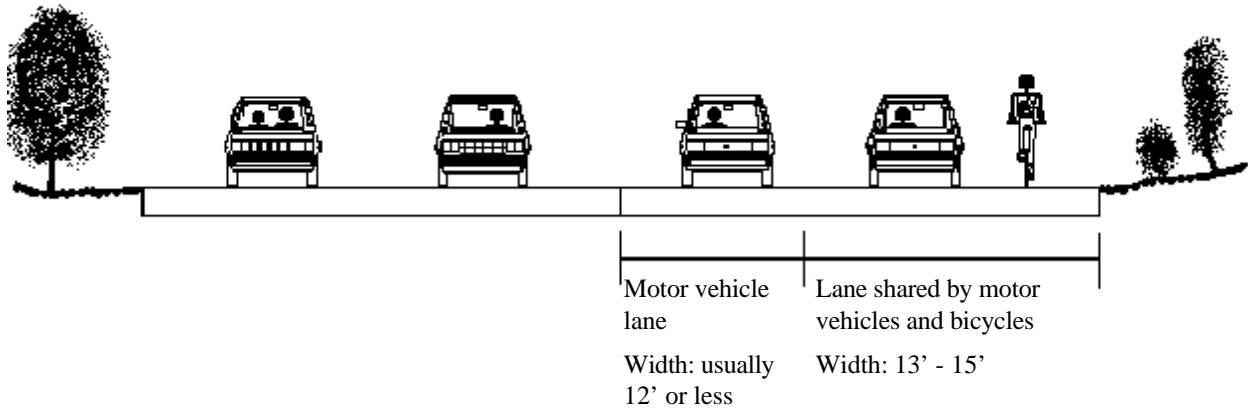 Motor vehicle
lane
Width: usually
12’ or less
Lane shared by motor
vehicles and bicycles
Width: 13’ - 15’